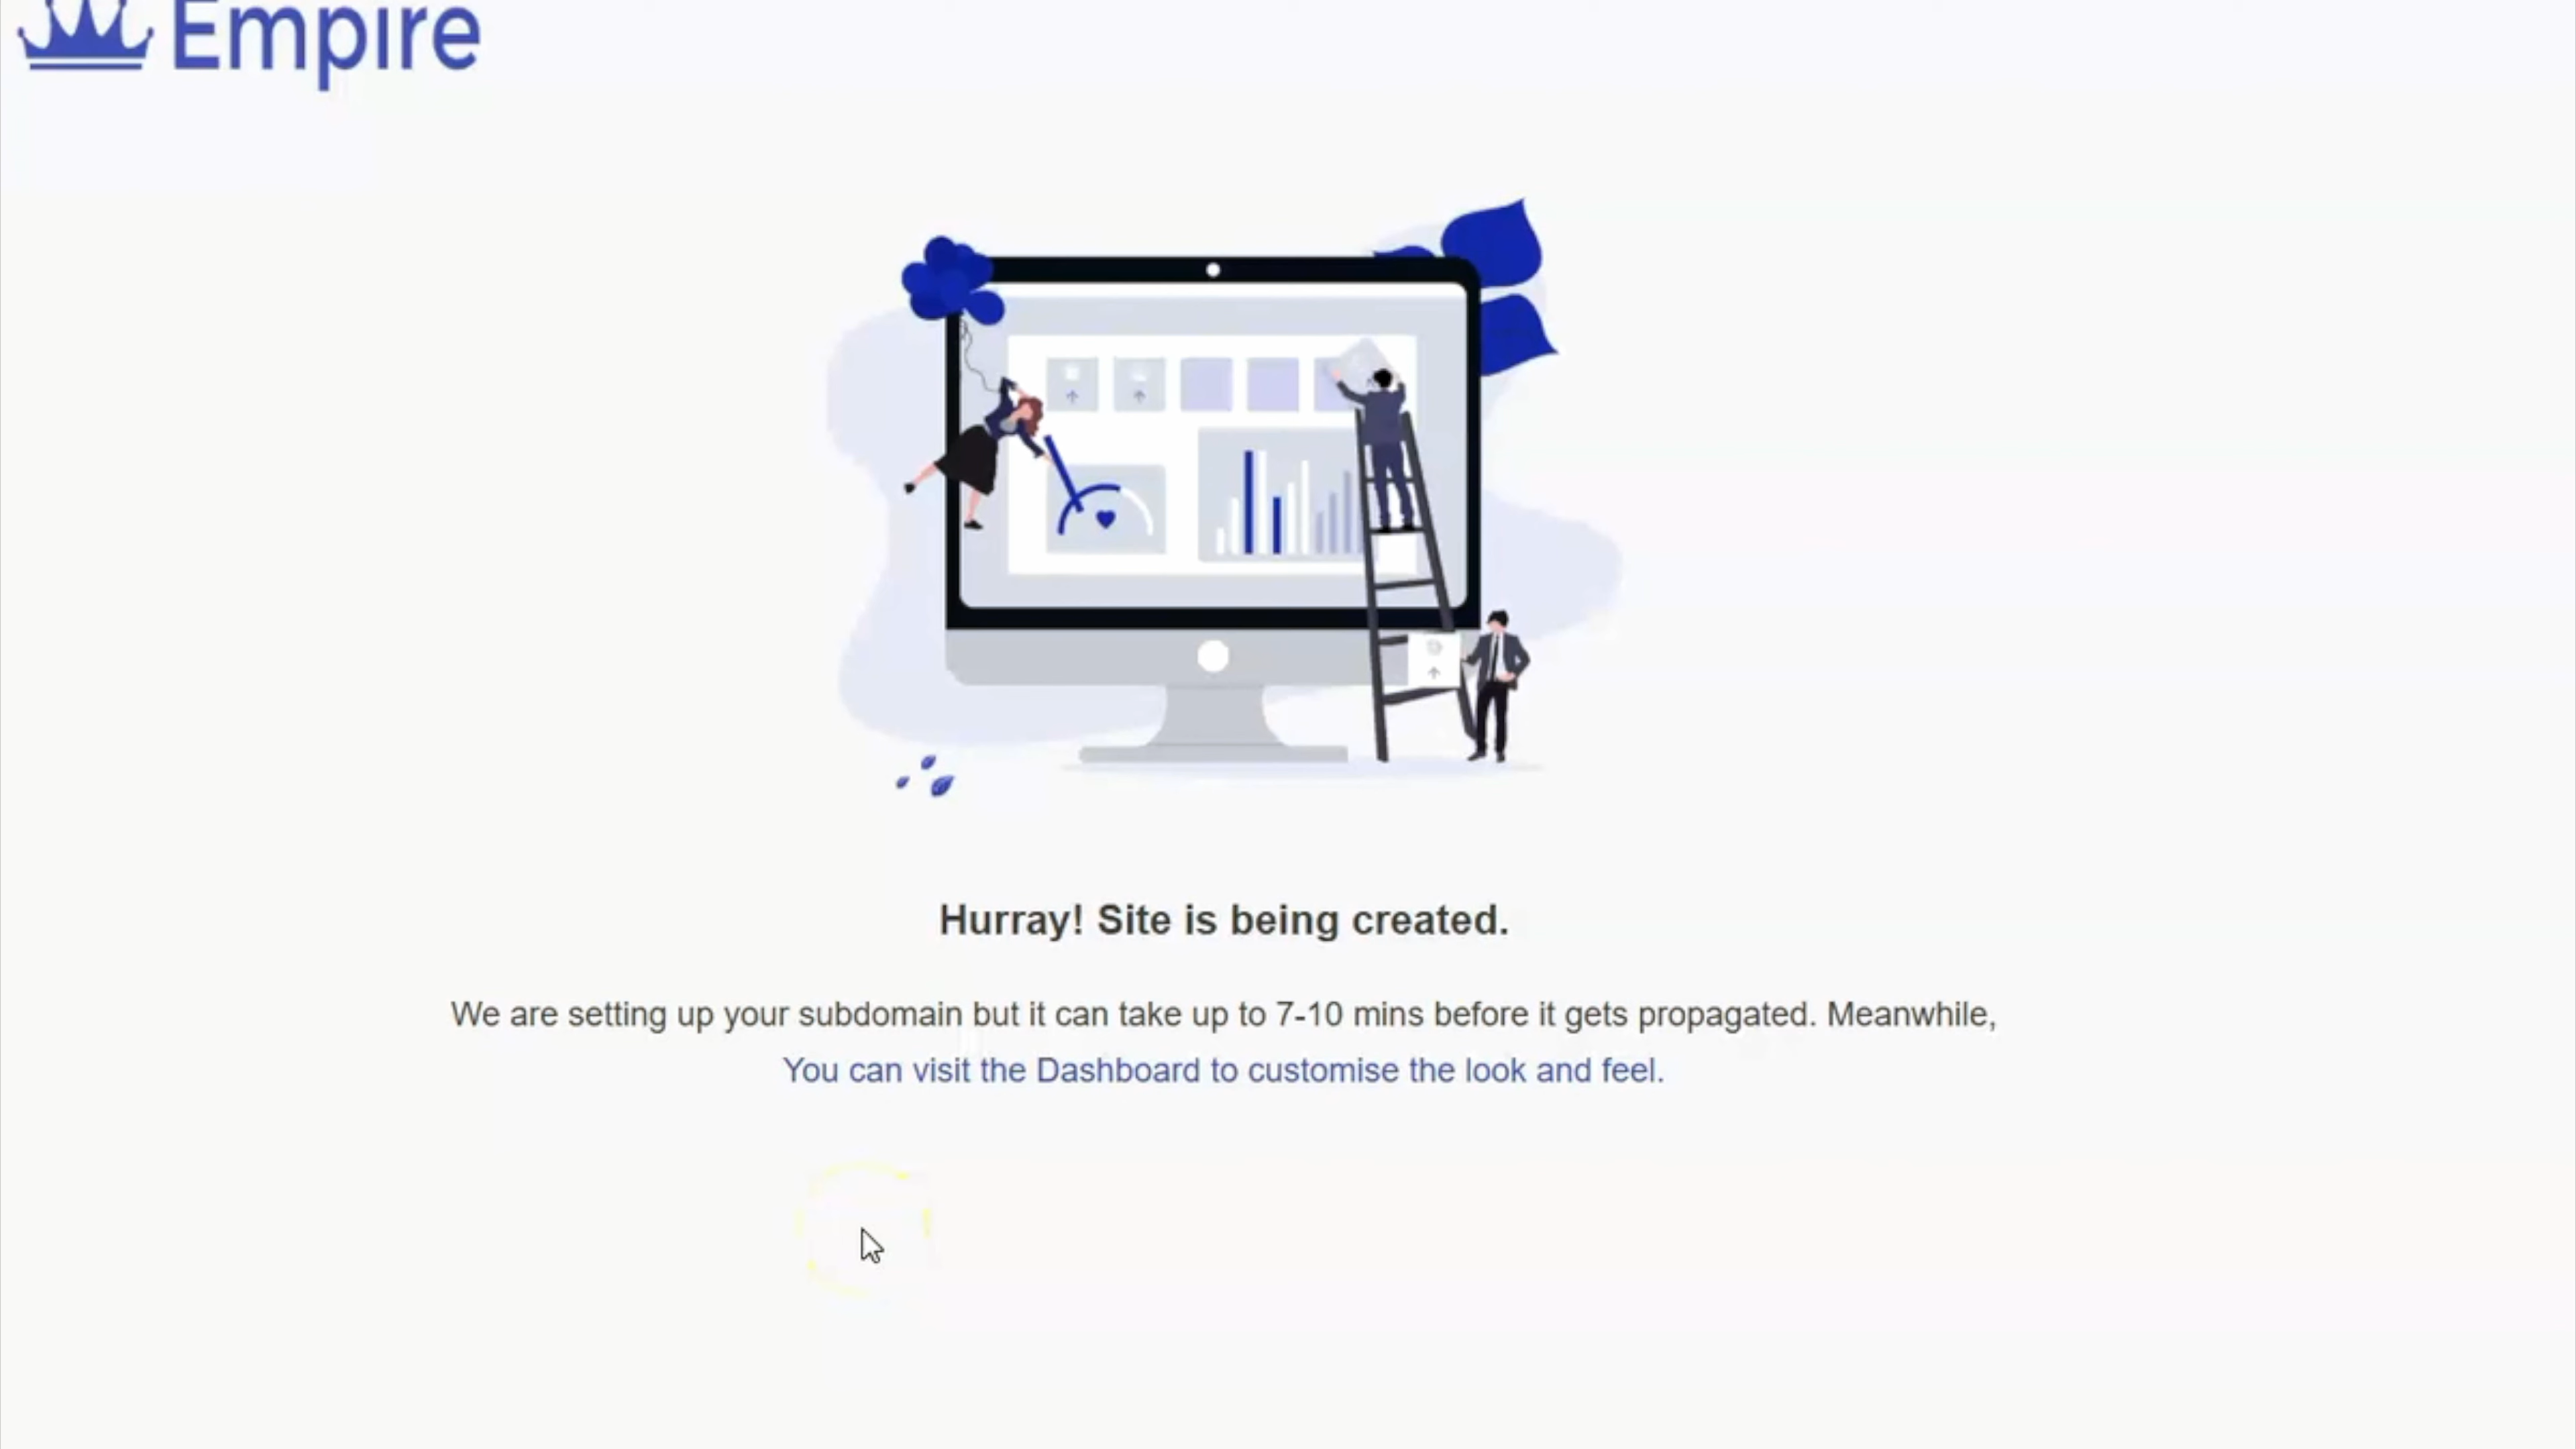 Empire
Hurray! Site is being created.
We are setting up your subdomain but it can take up to 7-10 mins before it gets propagated. Meanwhile,
You can visit the Dashboard to customise the look and feel.